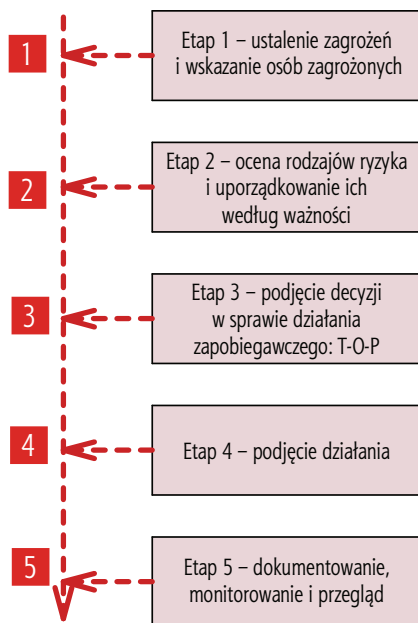 1
Etap 1 – ustalenie zagrożeń
i wskazanie osób zagrożonych
2
Etap 2 – ocena rodzajów ryzyka
i uporządkowanie ich
według ważności
3
Etap 3 – podjęcie decyzji
w sprawie działania
zapobiegawczego: T-O-P
4
Etap 4 – podjęcie działania
5
Etap 5 – dokumentowanie,
monitorowanie i przegląd